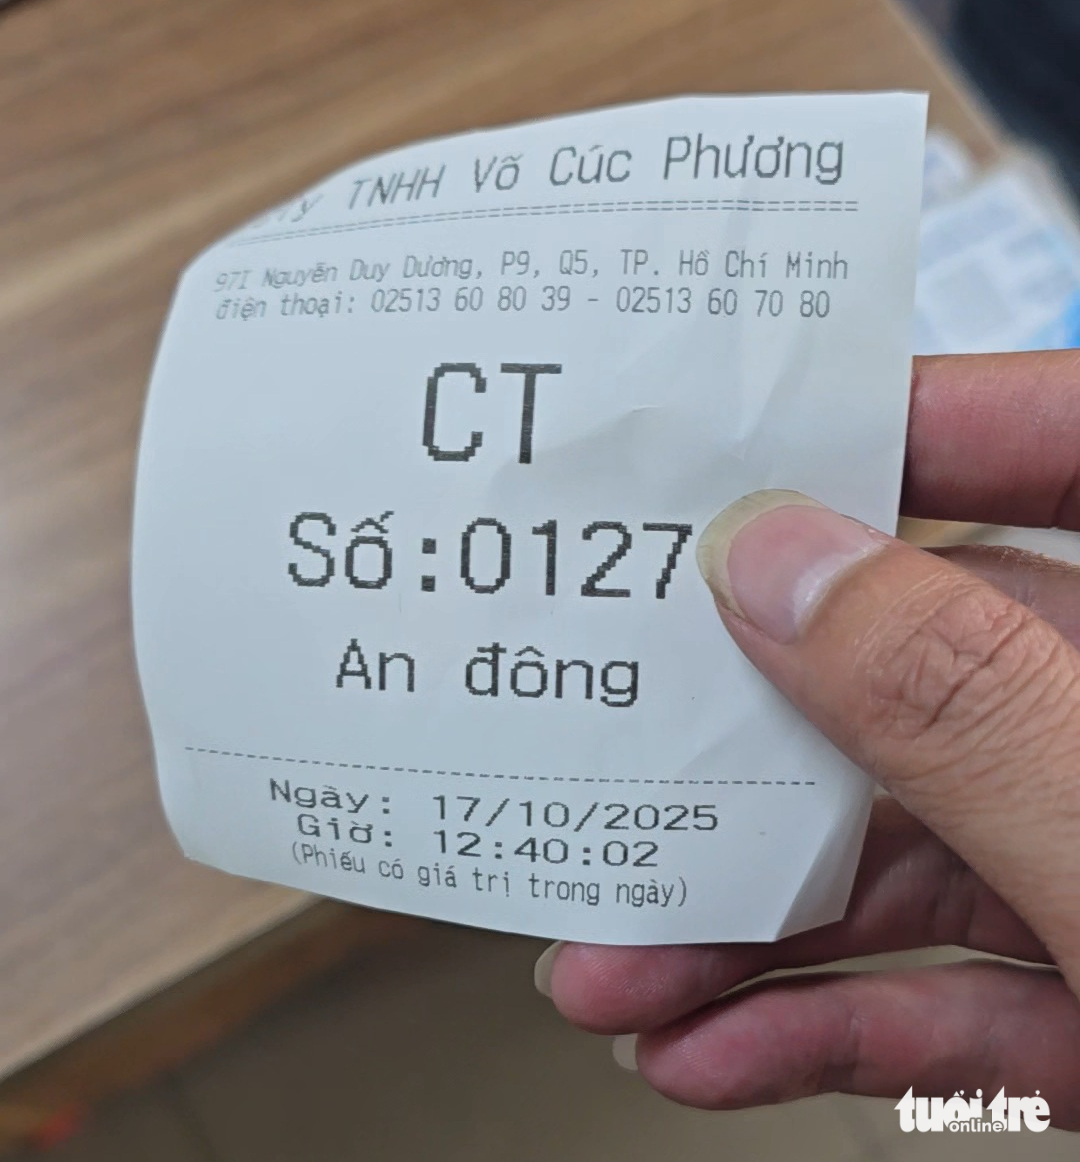 TNHH Võ Cúc Phương
97I Nguyễn Duy Dương, P9, Q5, TP. Hồ Chí Minh
điện thoại: 02513 60 80 39 - 02513 60 70 80
CT
Số:0127
An đông
Ngày: 17/10/2025
Giờ: 12:40:02
(Phiếu có giá trị trong ngày)
tuổi trẻ
online